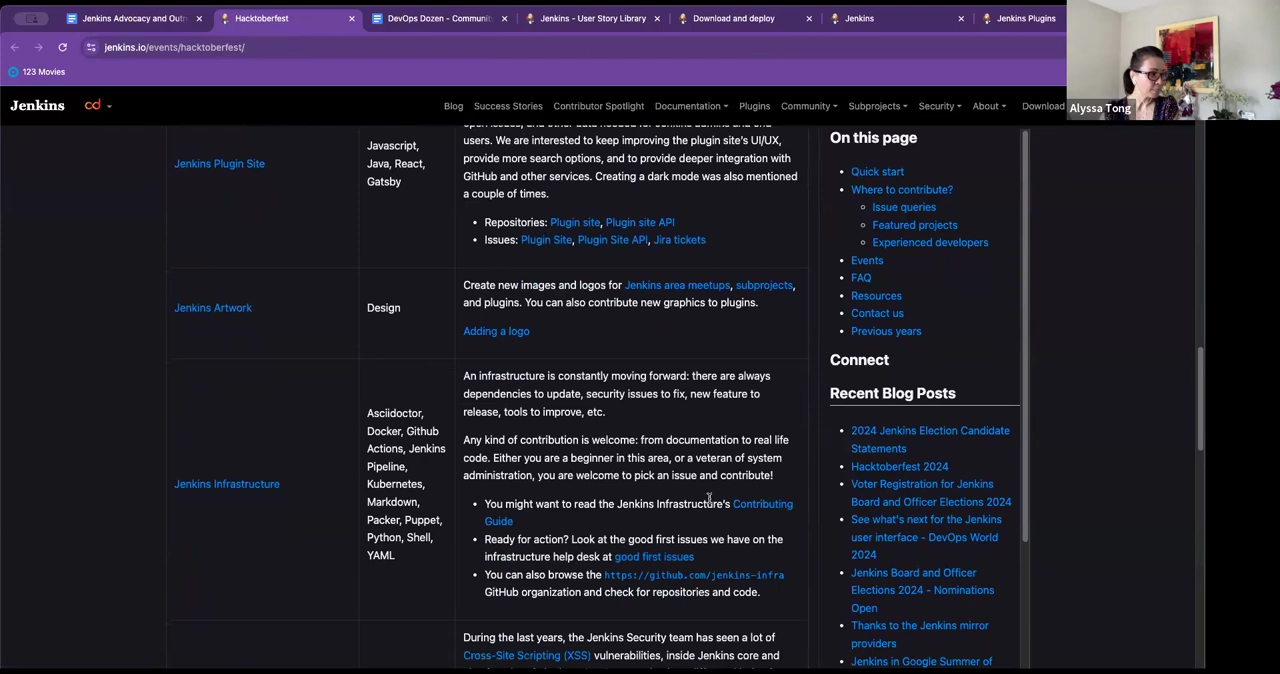 Jenkins Advocacy and Outr
Hacktoberfest
DevOps Dozen - Communit
Jenkins - User Story Library
Download and deploy
Jenkins
Jenkins Plugins
jenkins.io/events/hacktoberfest/
123 Movies
Alyssa Tong
Jenkins
cd
Blog
Success Stories
Contributor Spotlight
Documentation
Plugins
Community
Subprojects
Security
About
Download
Jenkins Plugin Site
Javascript,
Java, React,
Gatsby
users. We are interested to keep improving the plugin site's UI/UX,
provide more search options, and to provide deeper integration with
GitHub and other services. Creating a dark mode was also mentioned
a couple of times.
• Repositories: Plugin site, Plugin site API
• Issues: Plugin Site, Plugin Site API, Jira tickets
Jenkins Artwork
Design
Create new images and logos for Jenkins area meetups, subprojects,
and plugins. You can also contribute new graphics to plugins.
Adding a logo
Jenkins Infrastructure
Asciidoctor,
Docker, Github
Actions, Jenkins
Pipeline,
Kubernetes,
Markdown,
Packer, Puppet,
Python, Shell,
YAML
An infrastructure is constantly moving forward: there are always
dependencies to update, security issues to fix, new feature to
release, tools to improve, etc.
Any kind of contribution is welcome: from documentation to real life
code. Either you are a beginner in this area, or a veteran of system
administration, you are welcome to pick an issue and contribute!
• You might want to read the Jenkins Infrastructure's Contributing
Guide
• Ready for action? Look at the good first issues we have on the
infrastructure help desk at good first issues
• You can also browse the https://github.com/jenkins-infra
GitHub organization and check for repositories and code.
During the last years, the Jenkins Security team has seen a lot of
Cross-Site Scripting (XSS) vulnerabilities, inside Jenkins core and
On this page
• Quick start
• Where to contribute?
○ Issue queries
○ Featured projects
○ Experienced developers
• Events
• FAQ
• Resources
• Contact us
• Previous years
Connect
Recent Blog Posts
• 2024 Jenkins Election Candidate
Statements
• Hacktoberfest 2024
• Voter Registration for Jenkins
Board and Officer Elections 2024
• See what's next for the Jenkins
user interface - DevOps World
2024
• Jenkins Board and Officer
Elections 2024 - Nominations
Open
• Thanks to the Jenkins mirror
providers
• Jenkins in Google Summer of